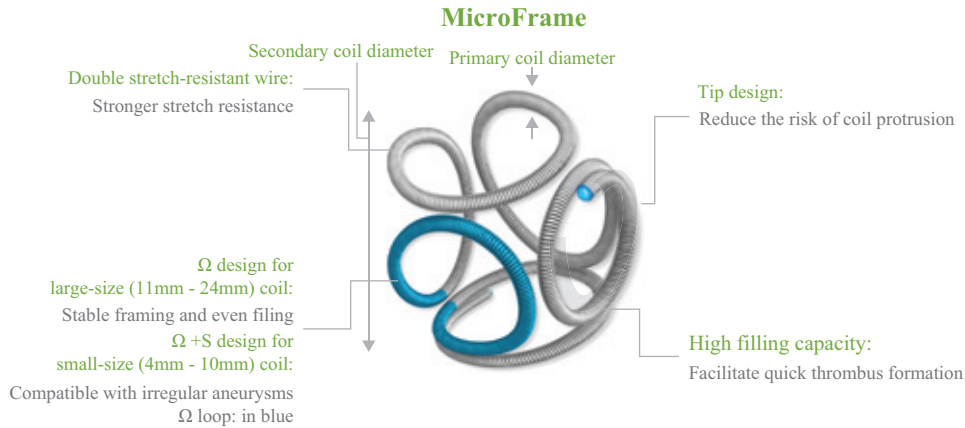 MicroFrame
Secondary coil diameter
Primary coil diameter
Double stretch-resistant wire:
Stronger stretch resistance
Tip design:
Reduce the risk of coil protrusion
Ω design for
large-size (11mm - 24mm) coil:
Stable framing and even filing
Ω +S design for
small-size (4mm - 10mm) coil:
Compatible with irregular aneurysms
Ω loop: in blue
High filling capacity:
Facilitate quick thrombus formation